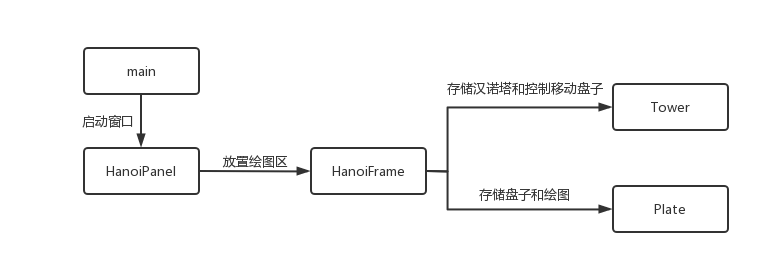 main
启动窗口
HanoiPanel
放置绘图区
HanoiFrame
存储汉诺塔和控制移动盘子
Tower
存储盘子和绘图
Plate